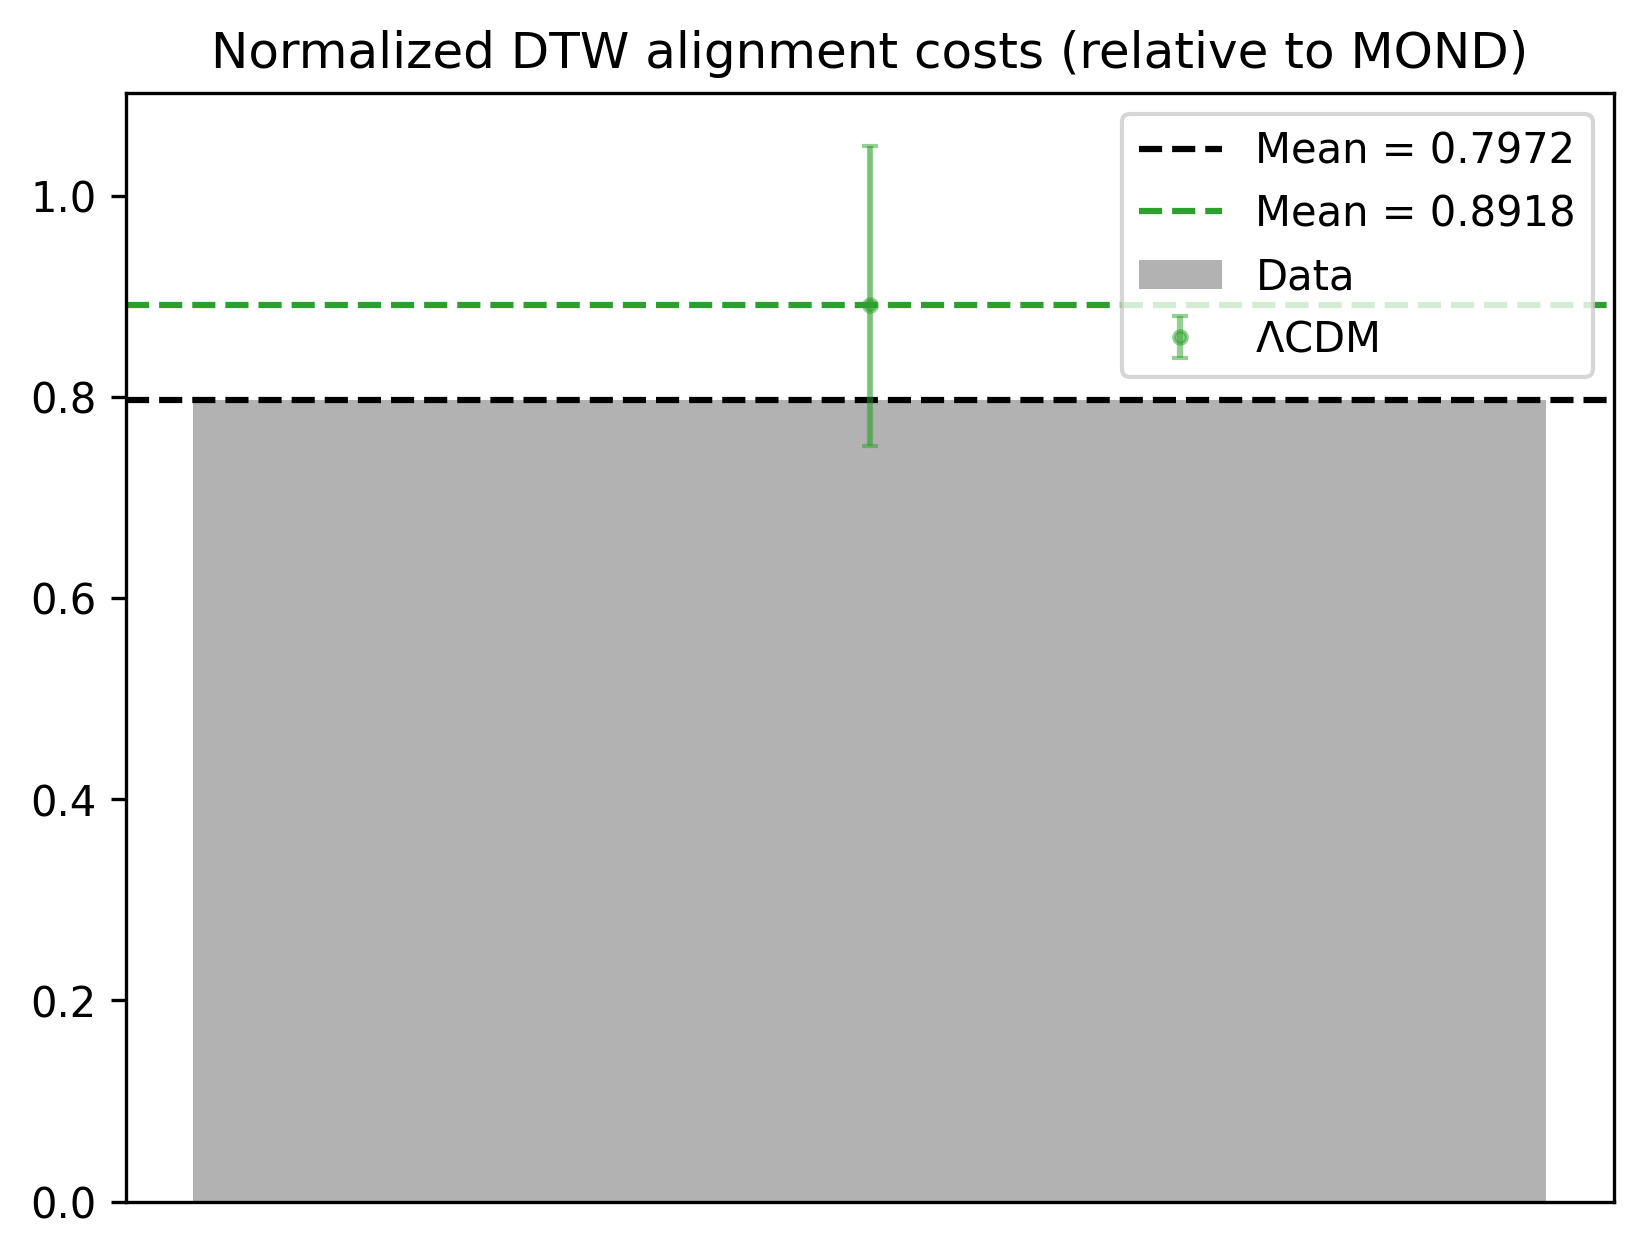 Normalized DTW alignment costs (relative to MOND)
Mean = 0.7972
Mean = 0.8918
Data
ΛCDM
1.0
0.8
0.6
0.4
0.2
0.0